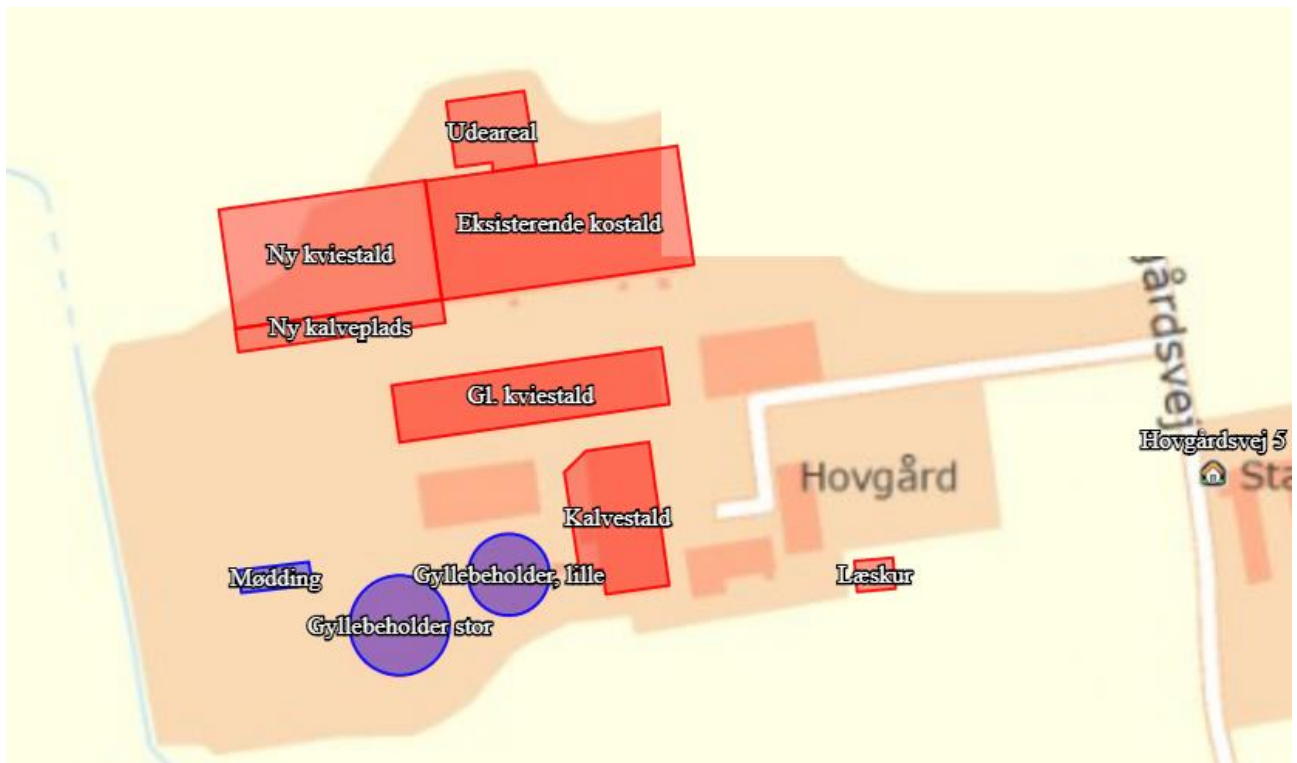 Udeareal
Eksisterende kostald
Ny kviestald
Ny kalveplads
gårdsvej
Gl. kviestald
Hovgårdsvej 5
Hovgård
Sta
Kalvestald
Mødding
Gyllebeholder, lille
Læskur
Gyllebeholder stor